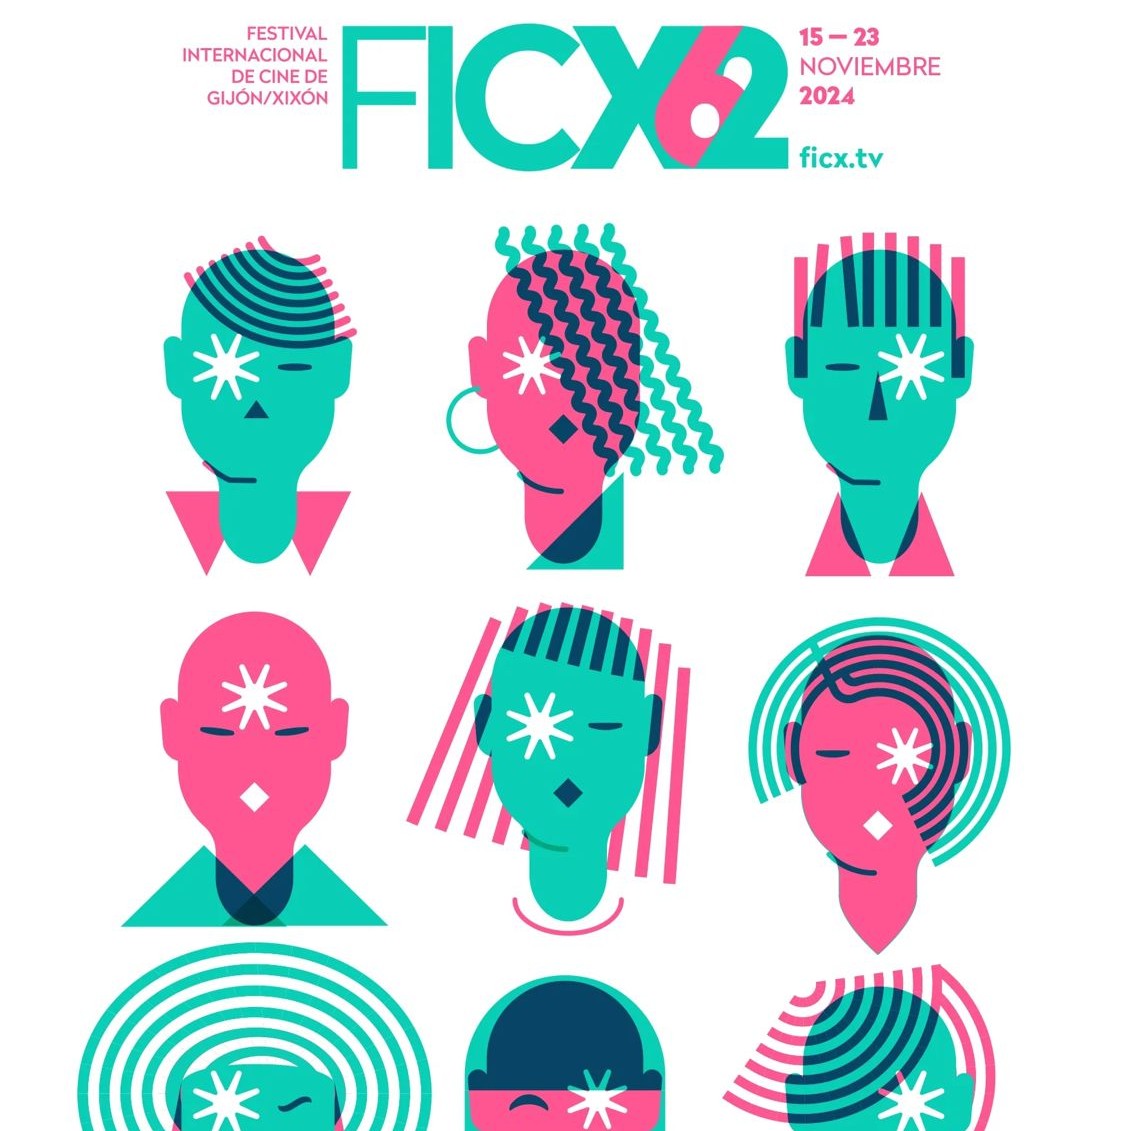 FESTIVAL
INTERNACIONAL
DE CINE DE
GIJÓN/XIXÓN
FICX62
15 — 23
NOVIEMBRE
2024
ficx.tv